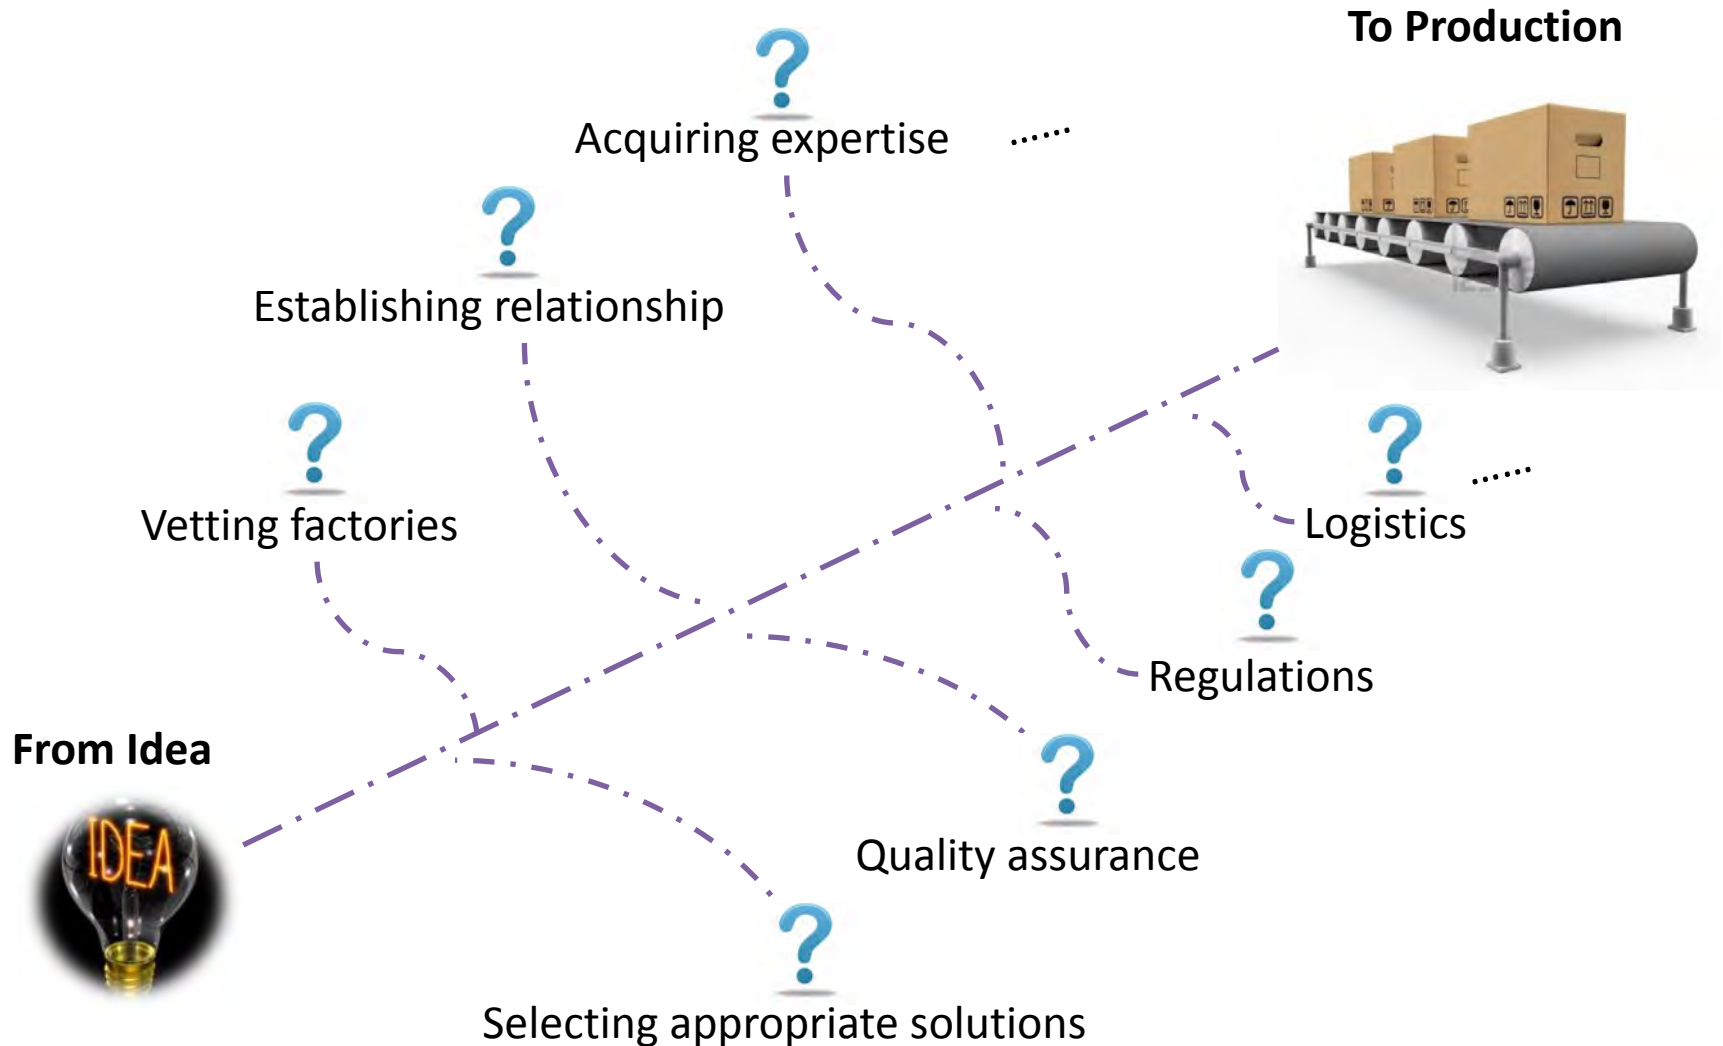 To Production
Acquiring expertise ......
Establishing relationship
Vetting factories
Logistics ......
Regulations
From Idea
IDEA
Quality assurance
Selecting appropriate solutions